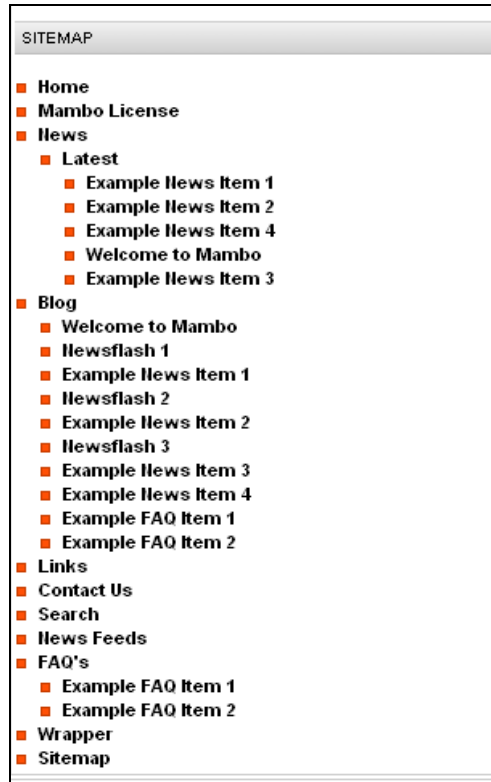 SITEMAP
Home
Mambo License
News
Latest
Example News Item 1
Example News Item 2
Example News Item 4
Welcome to Mambo
Example News Item 3
Blog
Welcome to Mambo
Newsflash 1
Example News Item 1
Newsflash 2
Example News Item 2
Newsflash 3
Example News Item 3
Example News Item 4
Example FAQ Item 1
Example FAQ Item 2
Links
Contact Us
Search
News Feeds
FAQ's
Example FAQ Item 1
Example FAQ Item 2
Wrapper
Sitemap